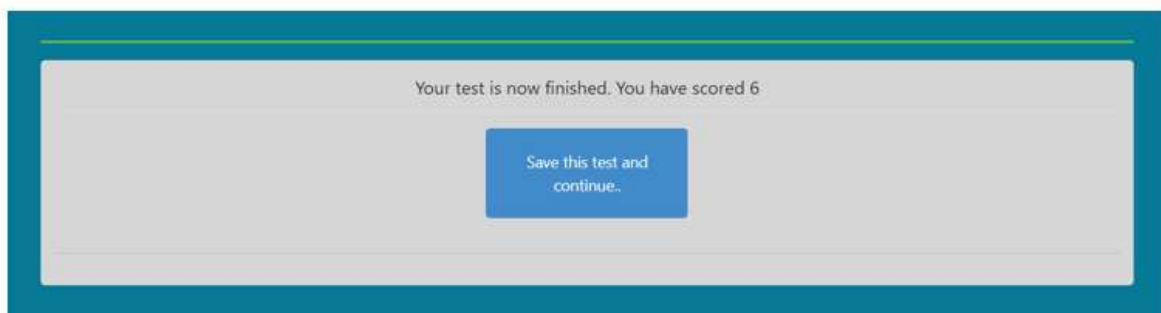 Your test is now finished. You have scored 6
Save this test and
continue..